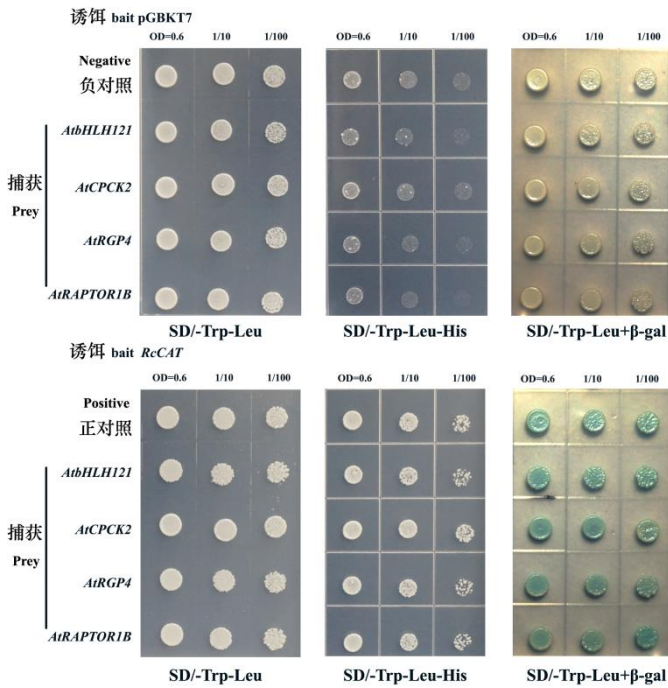 诱饵 bait pGBKT7
OD=0.6 1/10 1/100 OD=0.6 1/10 1/100 OD=0.6 1/10 1/100
Negative
负对照
AtbHLH121
捕获
AtCPCK2
Prey
AtRGP4
AtRAPTOR1B
SD/-Trp-Leu SD/-Trp-Leu-His SD/-Trp-Leu+β-gal
诱饵 bait RcCAT
OD=0.6 1/10 1/100 OD=0.6 1/10 1/100 OD=0.6 1/10 1/100
Positive
正对照
AtbHLH121
捕获
AtCPCK2
Prey
AtRGP4
AtRAPTOR1B
SD/-Trp-Leu SD/-Trp-Leu-His SD/-Trp-Leu+β-gal